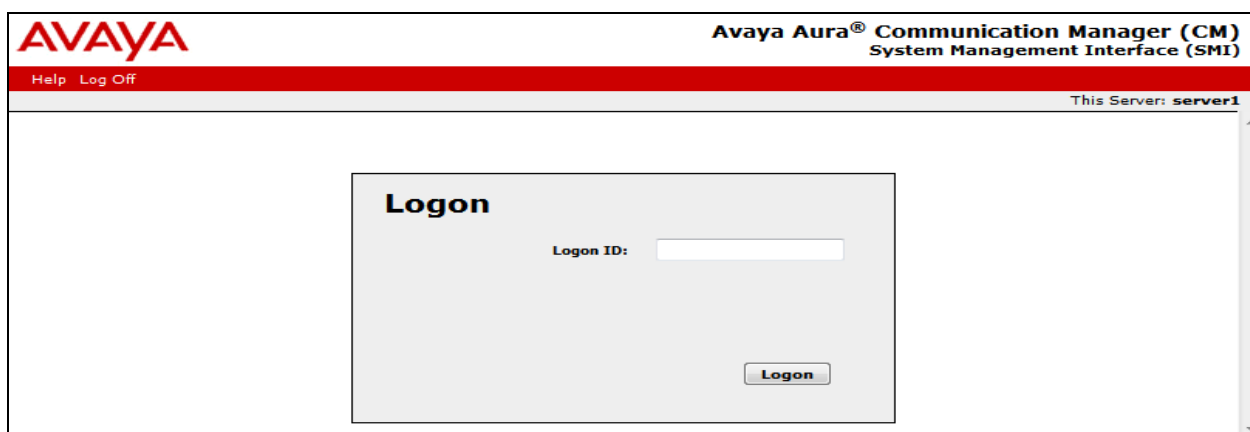 AVAYA
Avaya Aura® Communication Manager (CM)
System Management Interface (SMI)
Help Log Off
This Server: server1
Logon
Logon ID:
Logon